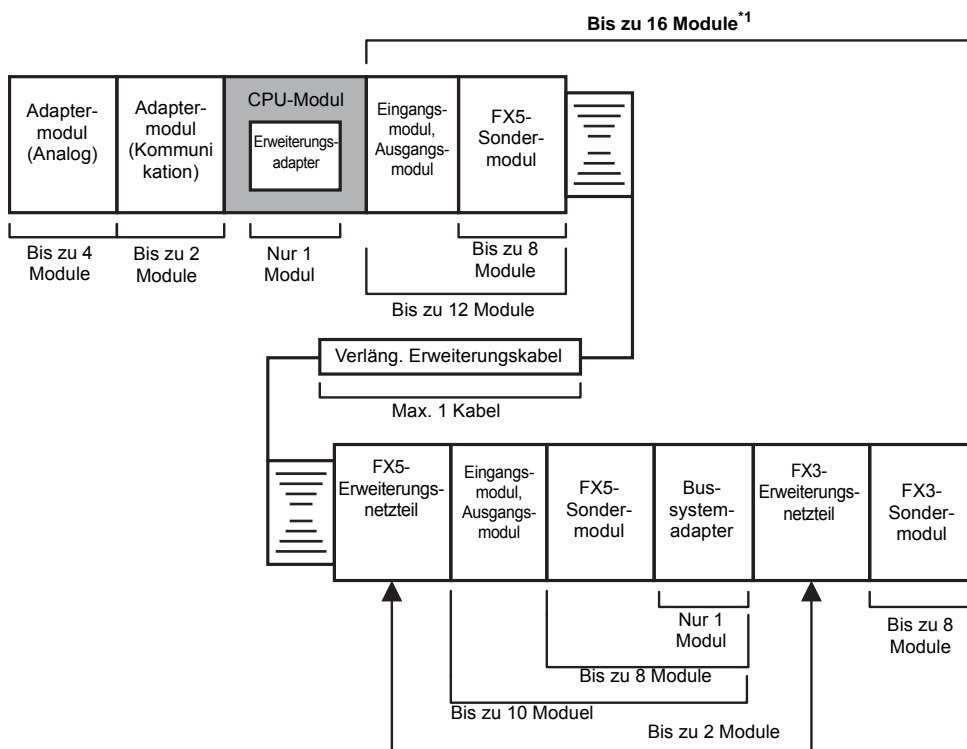 Bis zu 16 Module*1
Adapter-
modul
(Analog)
Adapter-
modul
(Kommuni
kation)
CPU-Modul
Erweiterungs-
adapter
Eingangs-
modul,
Ausgangs-
modul
FX5-
Sonder-
modul
Bis zu 4
Module
Bis zu 2
Module
Nur 1
Modul
Bis zu 8
Module
Bis zu 12 Module
Verläng. Erweiterungskabel
Max. 1 Kabel
FX5-
Erweiterungs-
netzteil
Eingangs-
modul,
Ausgangs-
modul
FX5-
Sonder-
modul
Bus-
system-
adapter
FX3-
Erweiterungs-
netzteil
FX3-
Sonder-
modul
Nur 1
Modul
Bis zu 8
Module
Bis zu 8 Module
Bis zu 10 Moduel
Bis zu 2 Module